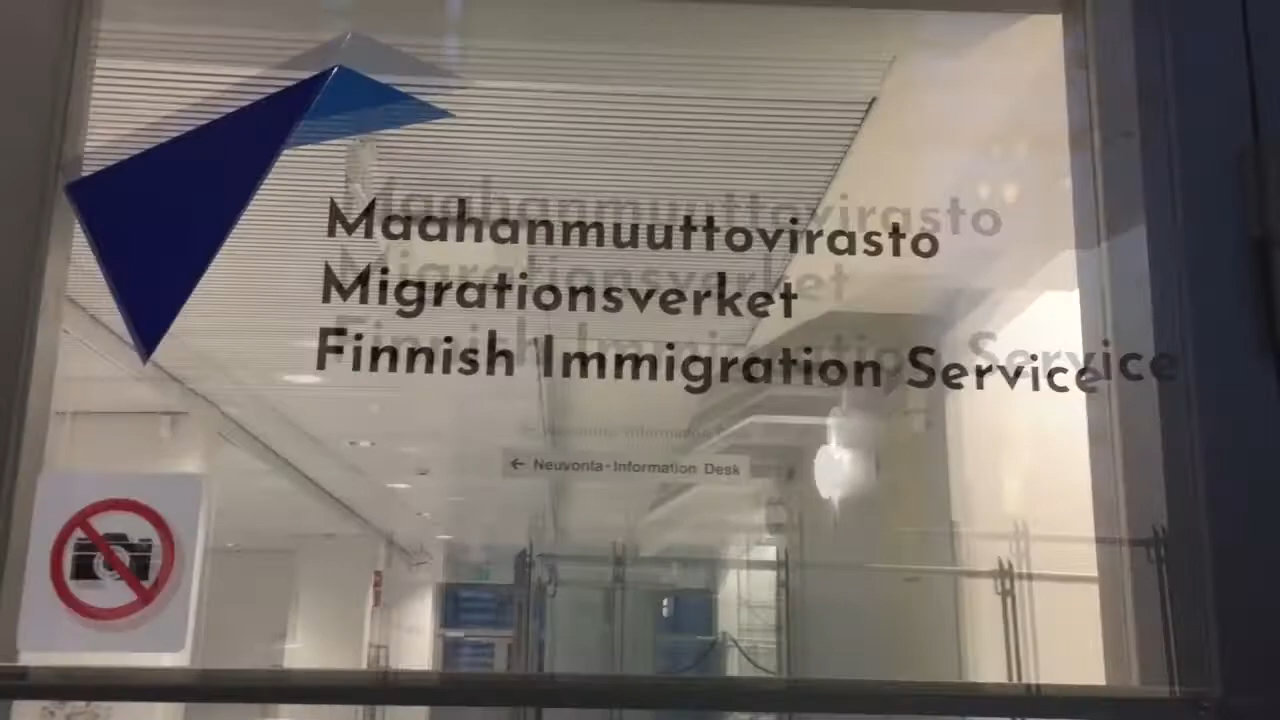 Maahanmuuttovirasto
Migrationsverket
Finnish Immigration Service
← Neuvonta-Information Desk